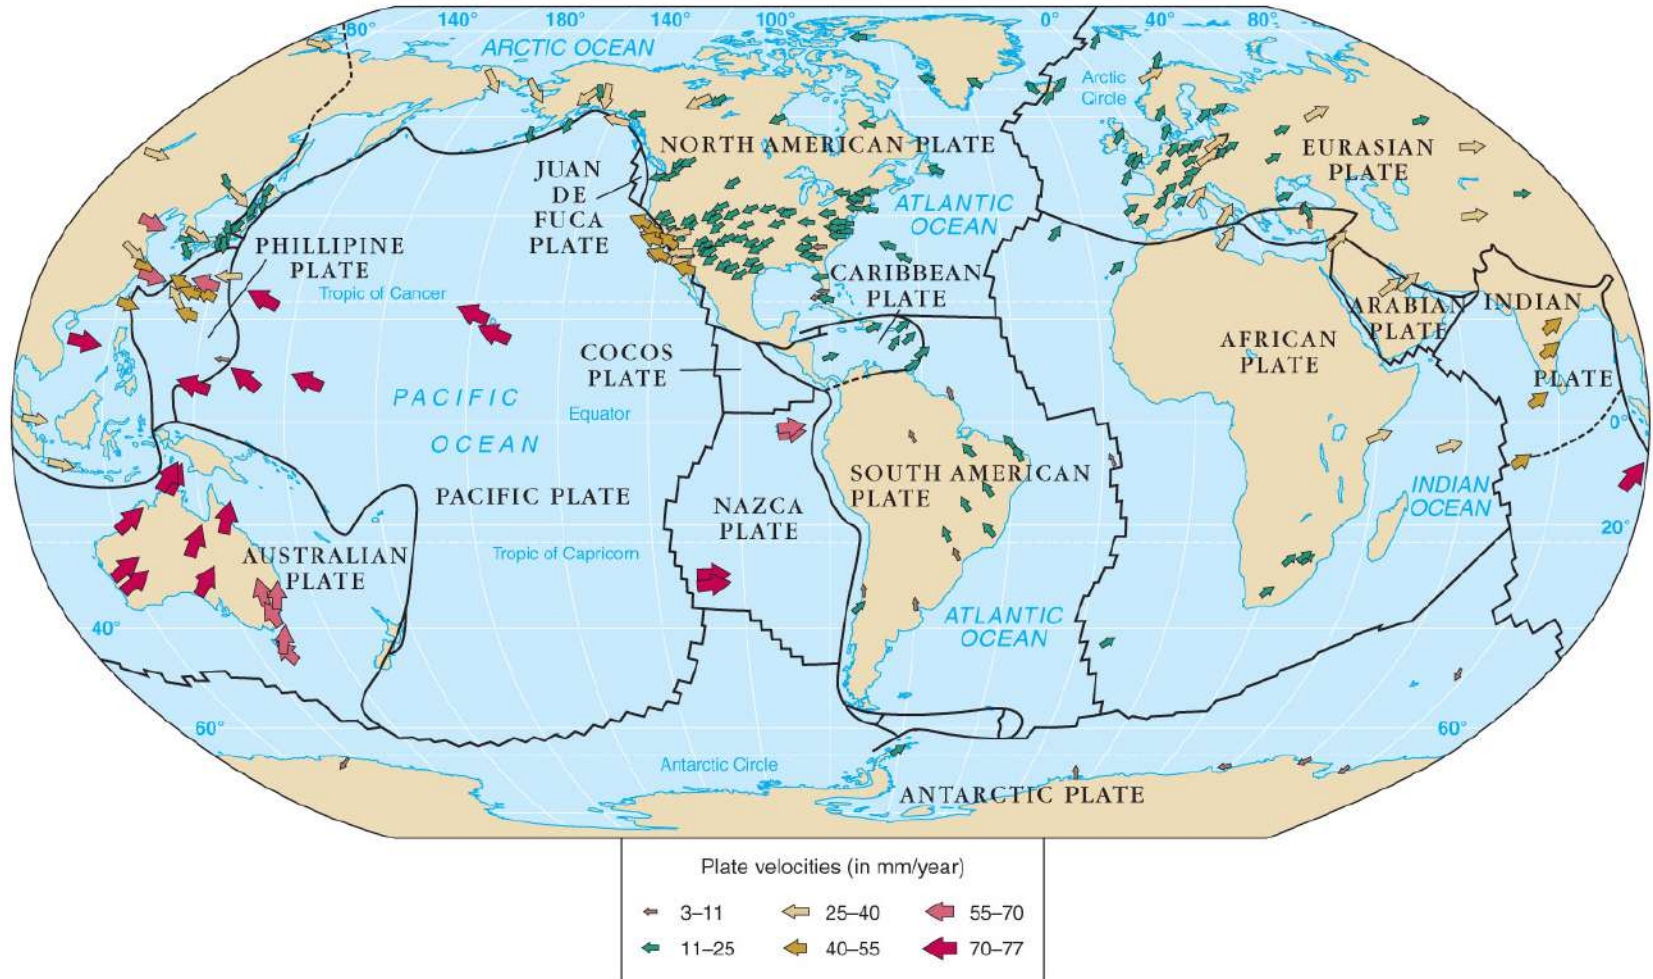 180°
140°
180°
140°
100°
0°
40°
80°
ARCTIC OCEAN
Arctic
Circle
NORTH AMERICAN PLATE
EURASIAN
PLATE
JUAN
DE
FUCA
PLATE
ATLANTIC
OCEAN
PHILLIPINE
PLATE
Tropic of Cancer
CARIBBEAN
PLATE
ARABIAN
PLATE
INDIAN
PLATE
AFRICAN
PLATE
COCOS
PLATE
PACIFIC
OCEAN
Equator
0°
SOUTH AMERICAN
PLATE
PACIFIC PLATE
NAZCA
PLATE
INDIAN
OCEAN
20°
Tropic of Capricorn
AUSTRALIAN
PLATE
ATLANTIC
OCEAN
40°
60°
60°
Antarctic Circle
ANTARCTIC PLATE
Plate velocities (in mm/year)
3–11
25–40
55–70
11–25
40–55
70–77